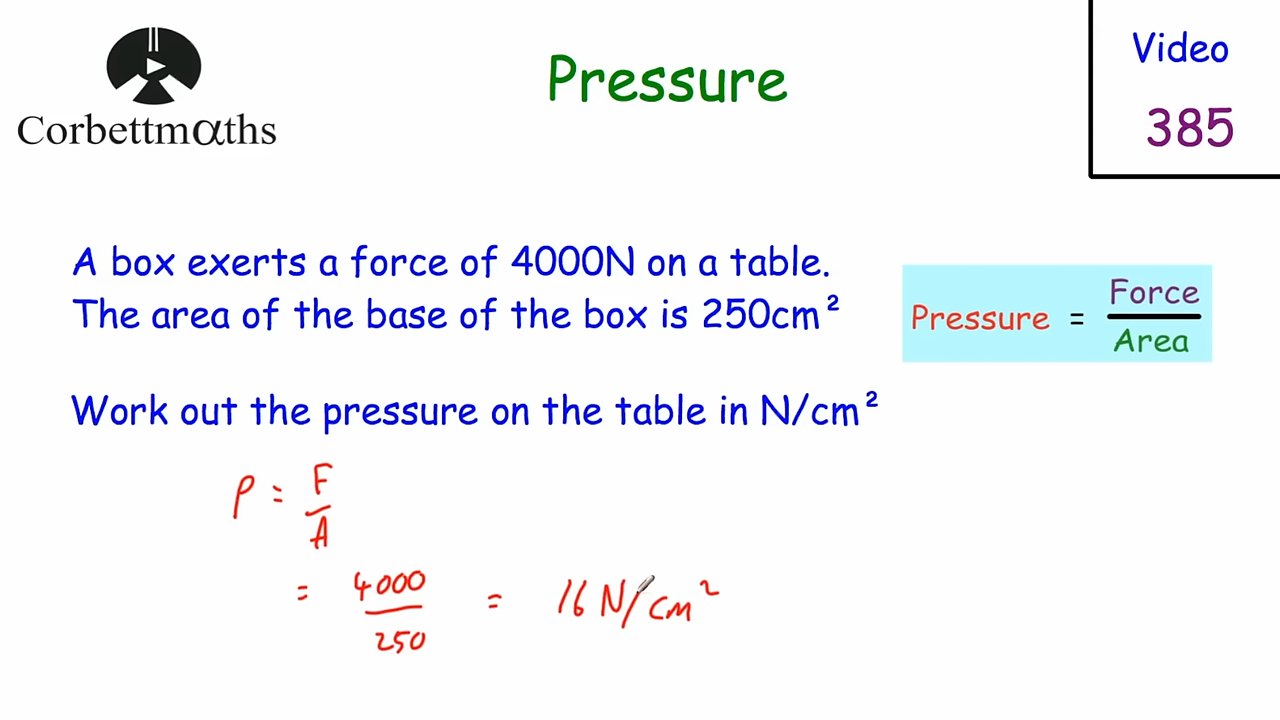 Corbettmαths
Pressure
Video
385
A box exerts a force of 4000N on a table.
The area of the base of the box is 250cm²
Pressure = Force
Area
Work out the pressure on the table in N/cm²
P = F
A
= 4000 = 16 N/cm²
250